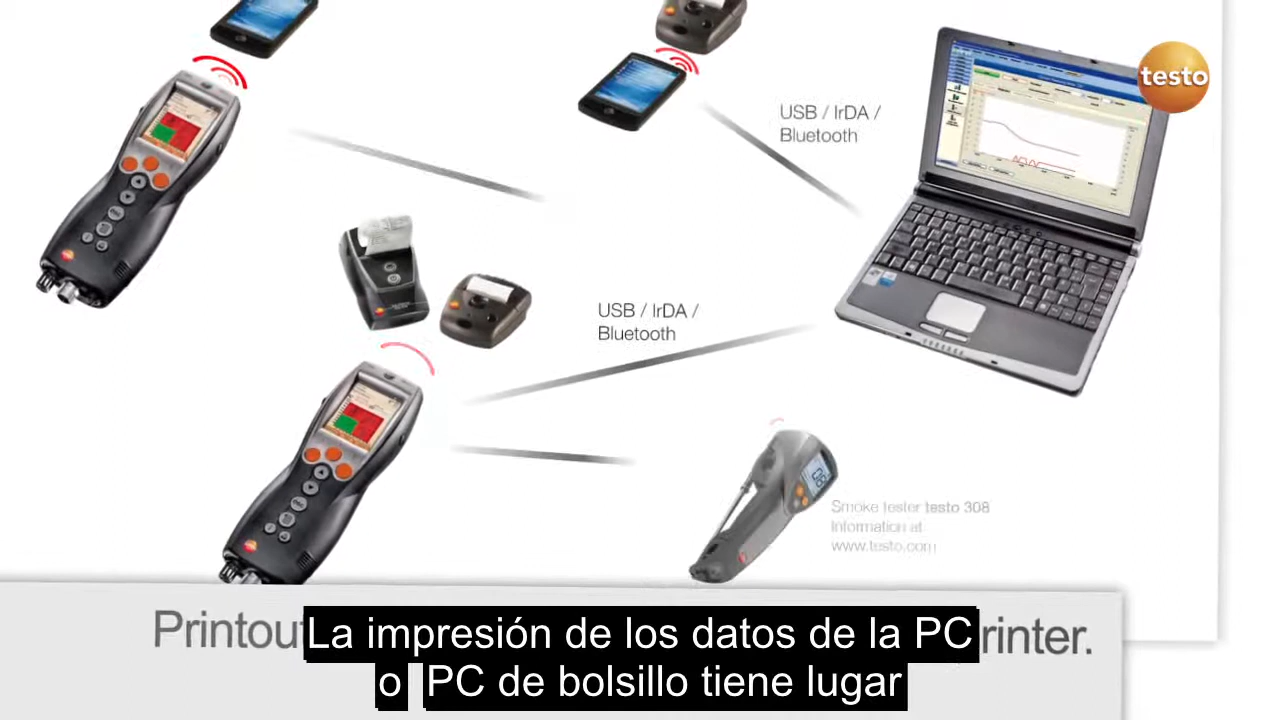 testo
USB / IrDA /
Bluetooth
USB / IrDA /
Bluetooth
Smoke tester testo 308
Information at
www.testo.com
La impresión de los datos de la PC
o PC de bolsillo tiene lugar